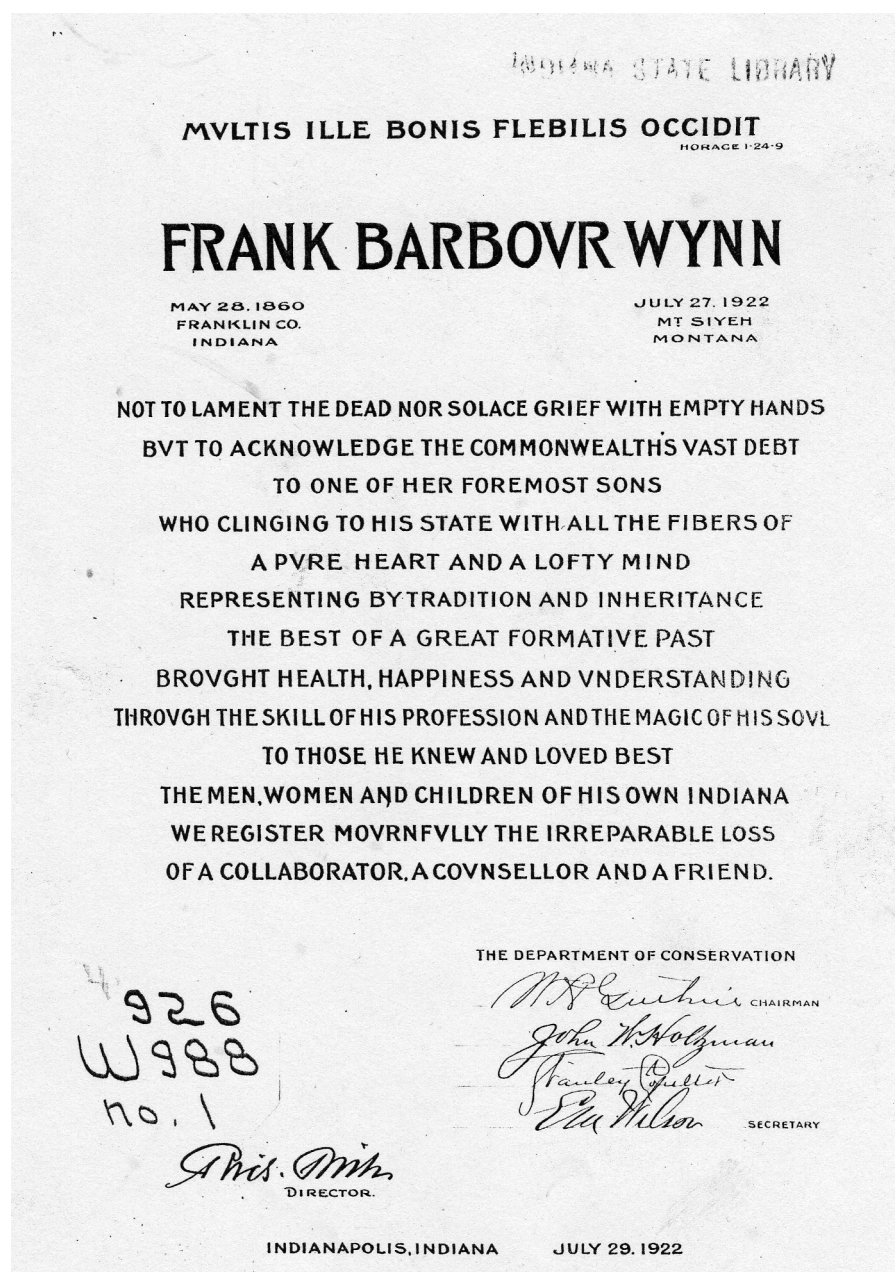 INDIANA STATE LIBRARY
MVLTIS ILLE BONIS FLEBILIS OCCIDIT
HORACE 1-24-9
FRANK BARBOVR WYNN
MAY 28.1860
FRANKLIN CO.
INDIANA
JULY 27.1922
MT SIYEH
MONTANA
NOT TO LAMENT THE DEAD NOR SOLACE GRIEF WITH EMPTY HANDS
BVT TO ACKNOWLEDGE THE COMMONWEALTH'S VAST DEBT
TO ONE OF HER FOREMOST SONS
WHO CLINGING TO HIS STATE WITH ALL THE FIBERS OF
A PVRE HEART AND A LOFTY MIND
REPRESENTING BY TRADITION AND INHERITANCE
THE BEST OF A GREAT FORMATIVE PAST
BROVGHT HEALTH, HAPPINESS AND VNDERSTANDING
THROVGH THE SKILL OF HIS PROFESSION AND THE MAGIC OF HIS SOVL
TO THOSE HE KNEW AND LOVED BEST
THE MEN, WOMEN AND CHILDREN OF HIS OWN INDIANA
WE REGISTER MOVRNFVLLY THE IRREPARABLE LOSS
OF A COLLABORATOR, A COVNSELLOR AND A FRIEND.
THE DEPARTMENT OF CONSERVATION
W A Guthrie CHAIRMAN
John W. Holtzman
Stanley Coulter
Wilson SECRETARY
926
W988
no. 1
DIRECTOR.
INDIANAPOLIS, INDIANA JULY 29.1922